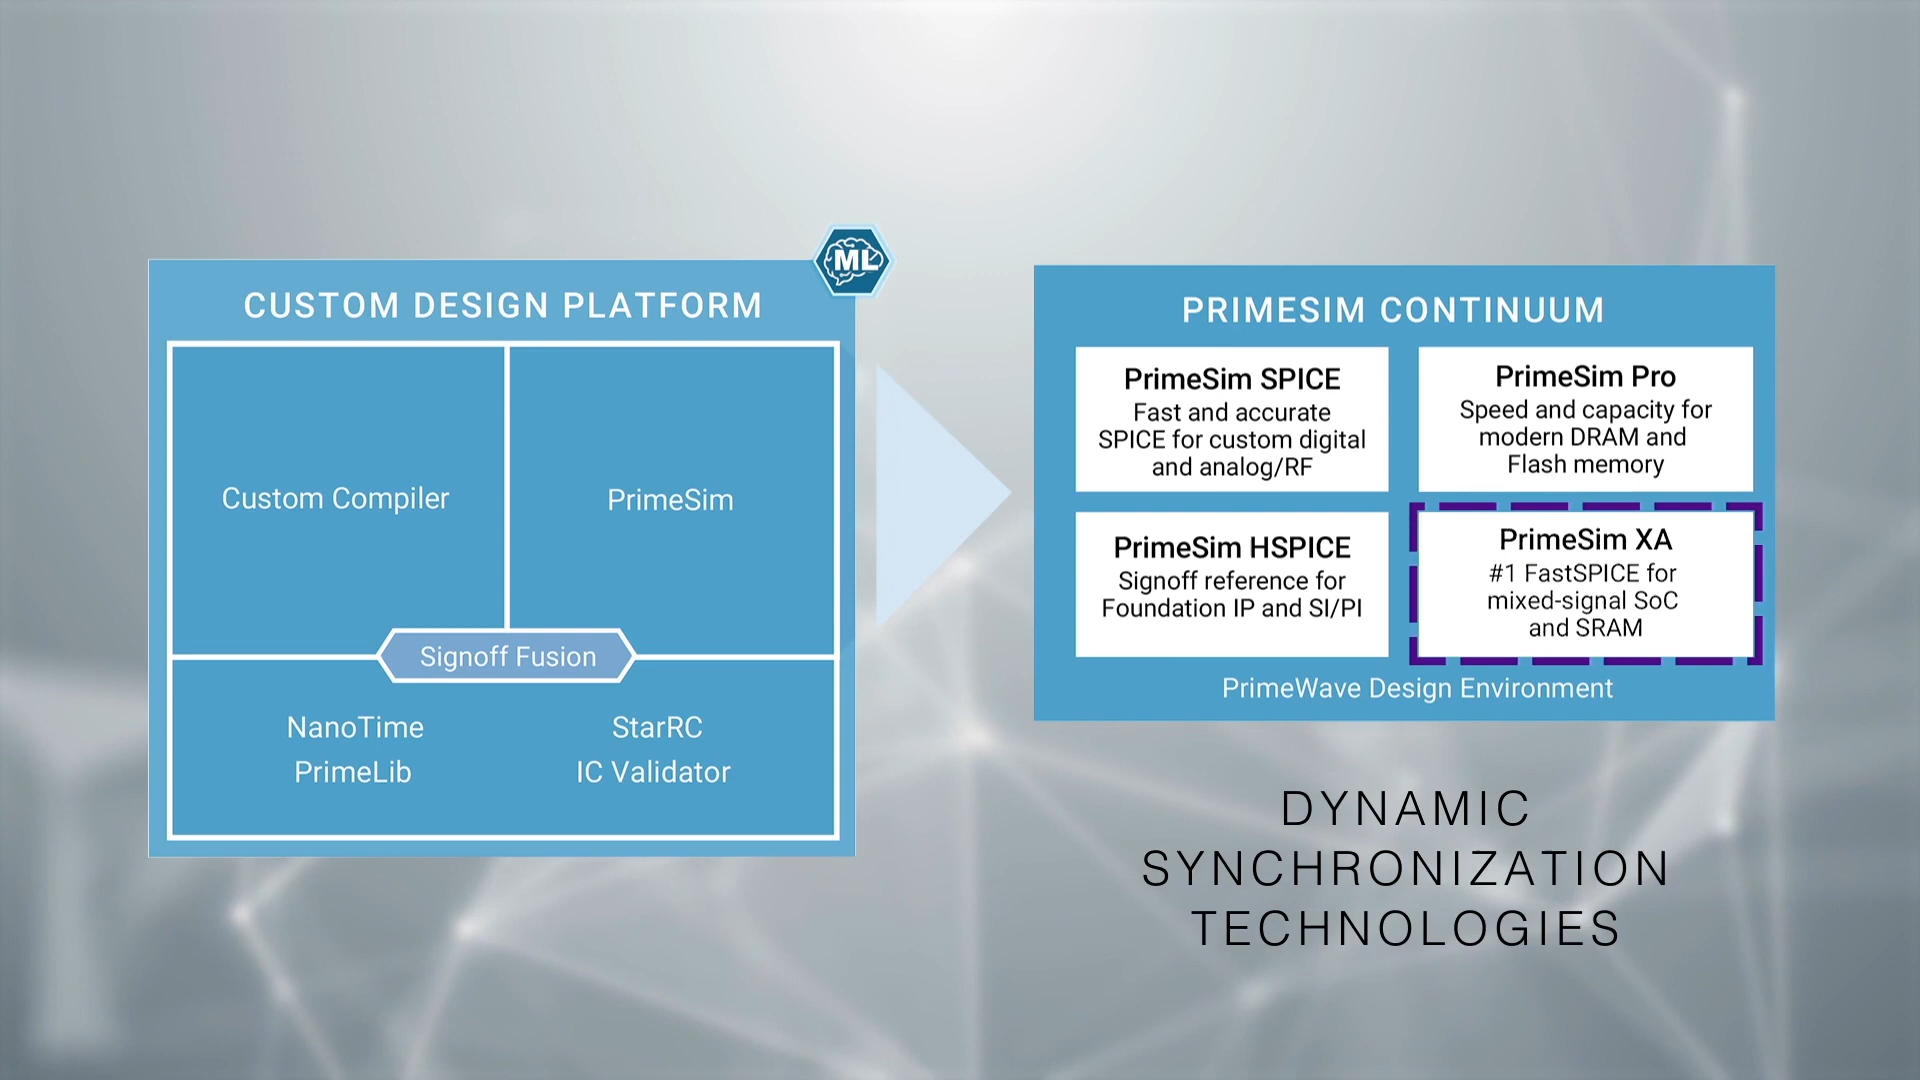 ML
CUSTOM DESIGN PLATFORM
Custom Compiler
PrimeSim
Signoff Fusion
NanoTime
PrimeLib
StarRC
IC Validator
PRIMESIM CONTINUUM
PrimeSim SPICE
Fast and accurate
SPICE for custom digital
and analog/RF
PrimeSim Pro
Speed and capacity for
modern DRAM and
Flash memory
PrimeSim HSPICE
Signoff reference for
Foundation IP and SI/PI
PrimeSim XA
#1 FastSPICE for
mixed-signal SoC
and SRAM
PrimeWave Design Environment
DYNAMIC
SYNCHRONIZATION
TECHNOLOGIES